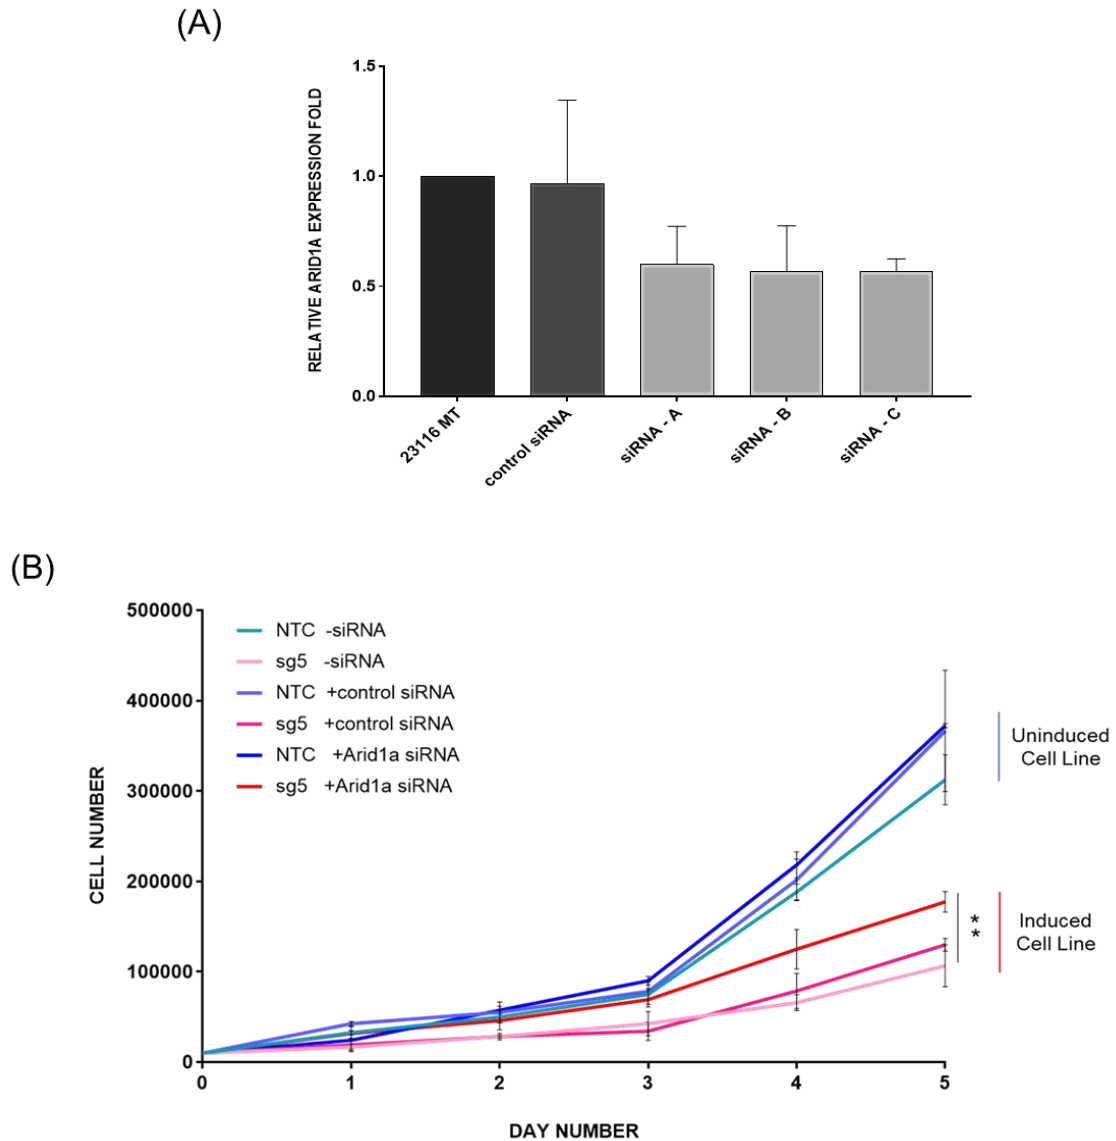 (A)
RELATIVE ARID1A EXPRESSION FOLD
1.5
1.0
0.5
0.0
23116 MT
control siRNA
siRNA - A
siRNA - B
siRNA - C
(B)
CELL NUMBER
500000
400000
300000
200000
100000
0
NTC -siRNA
sg5 -siRNA
NTC +control siRNA
sg5 +control siRNA
NTC +Arid1a siRNA
sg5 +Arid1a siRNA
Uninduced
Cell Line
**
Induced
Cell Line
0 1 2 3 4 5
DAY NUMBER